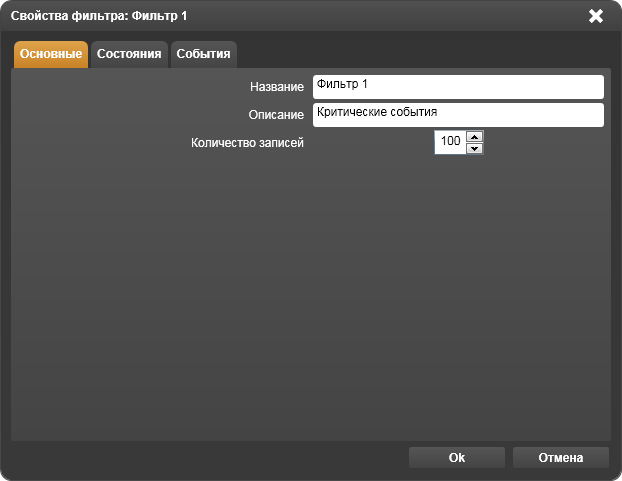 Свойства фильтра: Фильтр 1
Основные Состояния События
Название Фильтр 1
Описание Критические события
Количество записей 100
Ok Отмена